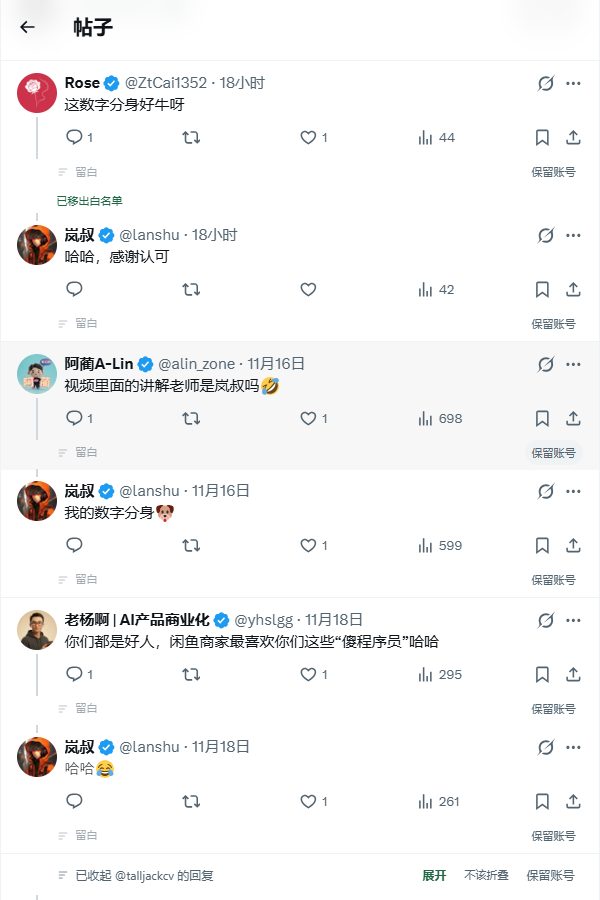 帖子
Rose @ZtCai1352 · 18小时
这数字分身好牛呀
1 1 44
留白 保留账号
已移出白名单
岚叔 @lanshu · 18小时
哈哈，感谢认可
42
留白 保留账号
阿蔺A-Lin @alin_zone · 11月16日
视频里面的讲解老师是岚叔吗🤣
1 1 698
留白 保留账号
岚叔 @lanshu · 11月16日
我的数字分身🐶
1 599
留白 保留账号
老杨啊 | AI产品商业化 @yhslgg · 11月18日
你们都是好人，闲鱼商家最喜欢你们这些“傻程序员”哈哈
1 1 295
留白 保留账号
岚叔 @lanshu · 11月18日
哈哈😂
1 261
留白 保留账号
已收起 @talljackcv 的回复 展开 不该折叠 保留账号